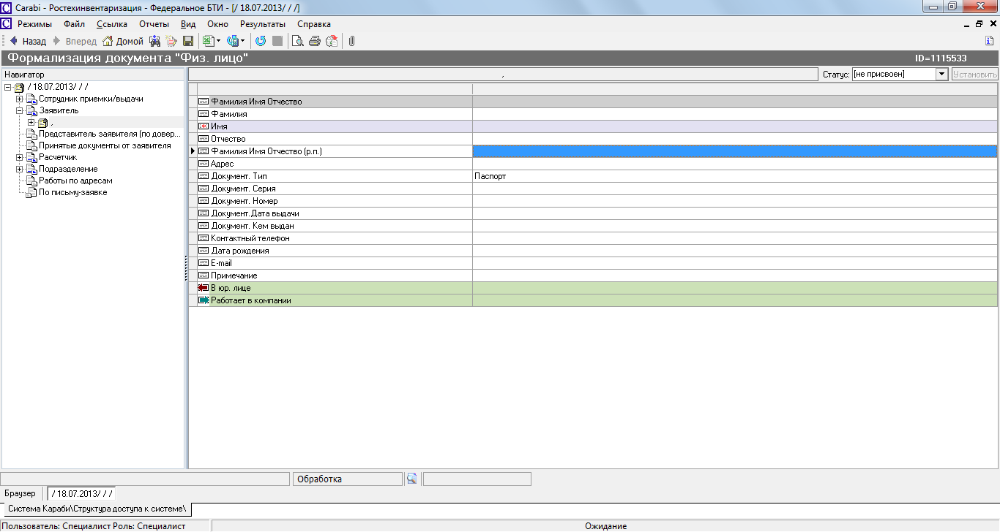 Carabi - Ростехинвентаризация - Федеральное БТИ - [/ 18.07.2013/ / /]
Режимы Файл Ссылка Отчеты Вид Окно Результаты Справка
Назад Вперед Домой
Формализация документа "Физ. лицо" ID=1115533
Навигатор
, Статус: [не присвоен] Установить
/ 18.07.2013/ / /
Сотрудник приемки/выдачи
Заявитель
,
Представитель заявителя (по довер...
Принятые документы от заявителя
Расчетчик
Подразделение
Работы по адресам
По письму-заявке
Фамилия Имя Отчество
Фамилия
Имя
Отчество
Фамилия Имя Отчество (р.п.)
Адрес
Документ. Тип Паспорт
Документ. Серия
Документ. Номер
Документ.Дата выдачи
Документ. Кем выдан
Контактный телефон
Дата рождения
E-mail
Примечание
В юр. лице
Работает в компании
Обработка
Браузер / 18.07.2013/ / /
Система Караби\Структура доступа к системе\
Пользователь: Специалист Роль: Специалист Ожидание